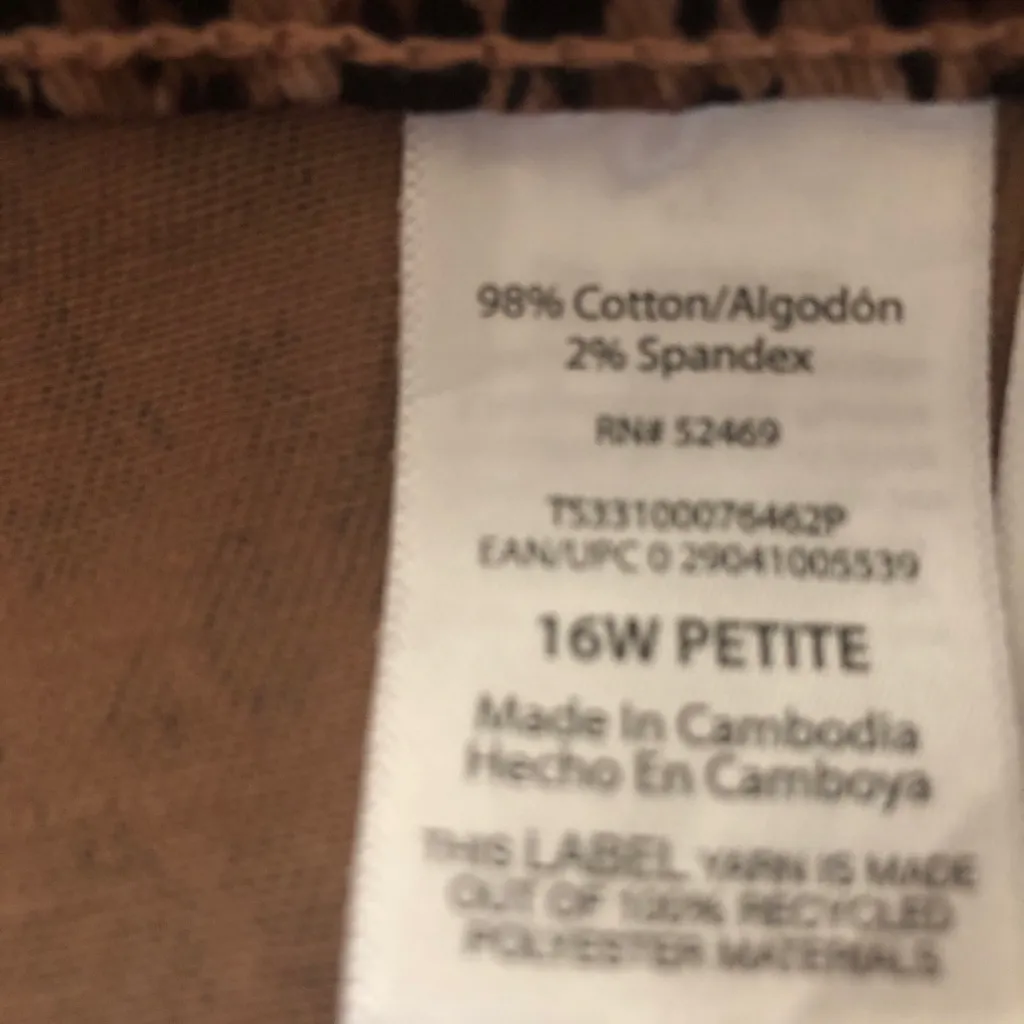 98% Cotton/Algodón
2% Spandex
RN# 52469
TS33100076462P
EAN/UPC 0 29041005539
16W PETITE
Made In Cambodia
Hecho En Camboya
THIS LABEL YARN IS MADE
OUT OF 100% RECYCLED
POLYESTER MATERIALS